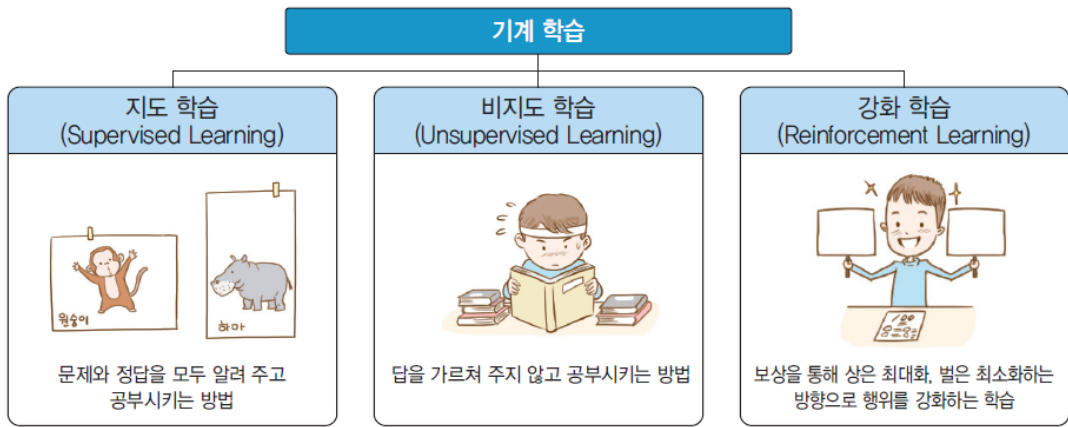 기계 학습
지도 학습
(Supervised Learning)
비지도 학습
(Unsupervised Learning)
강화 학습
(Reinforcement Learning)
원숭이
하마
100
문제와 정답을 모두 알려 주고
공부시키는 방법
답을 가르쳐 주지 않고 공부시키는 방법
보상을 통해 상은 최대화, 벌은 최소화하는
방향으로 행위를 강화하는 학습